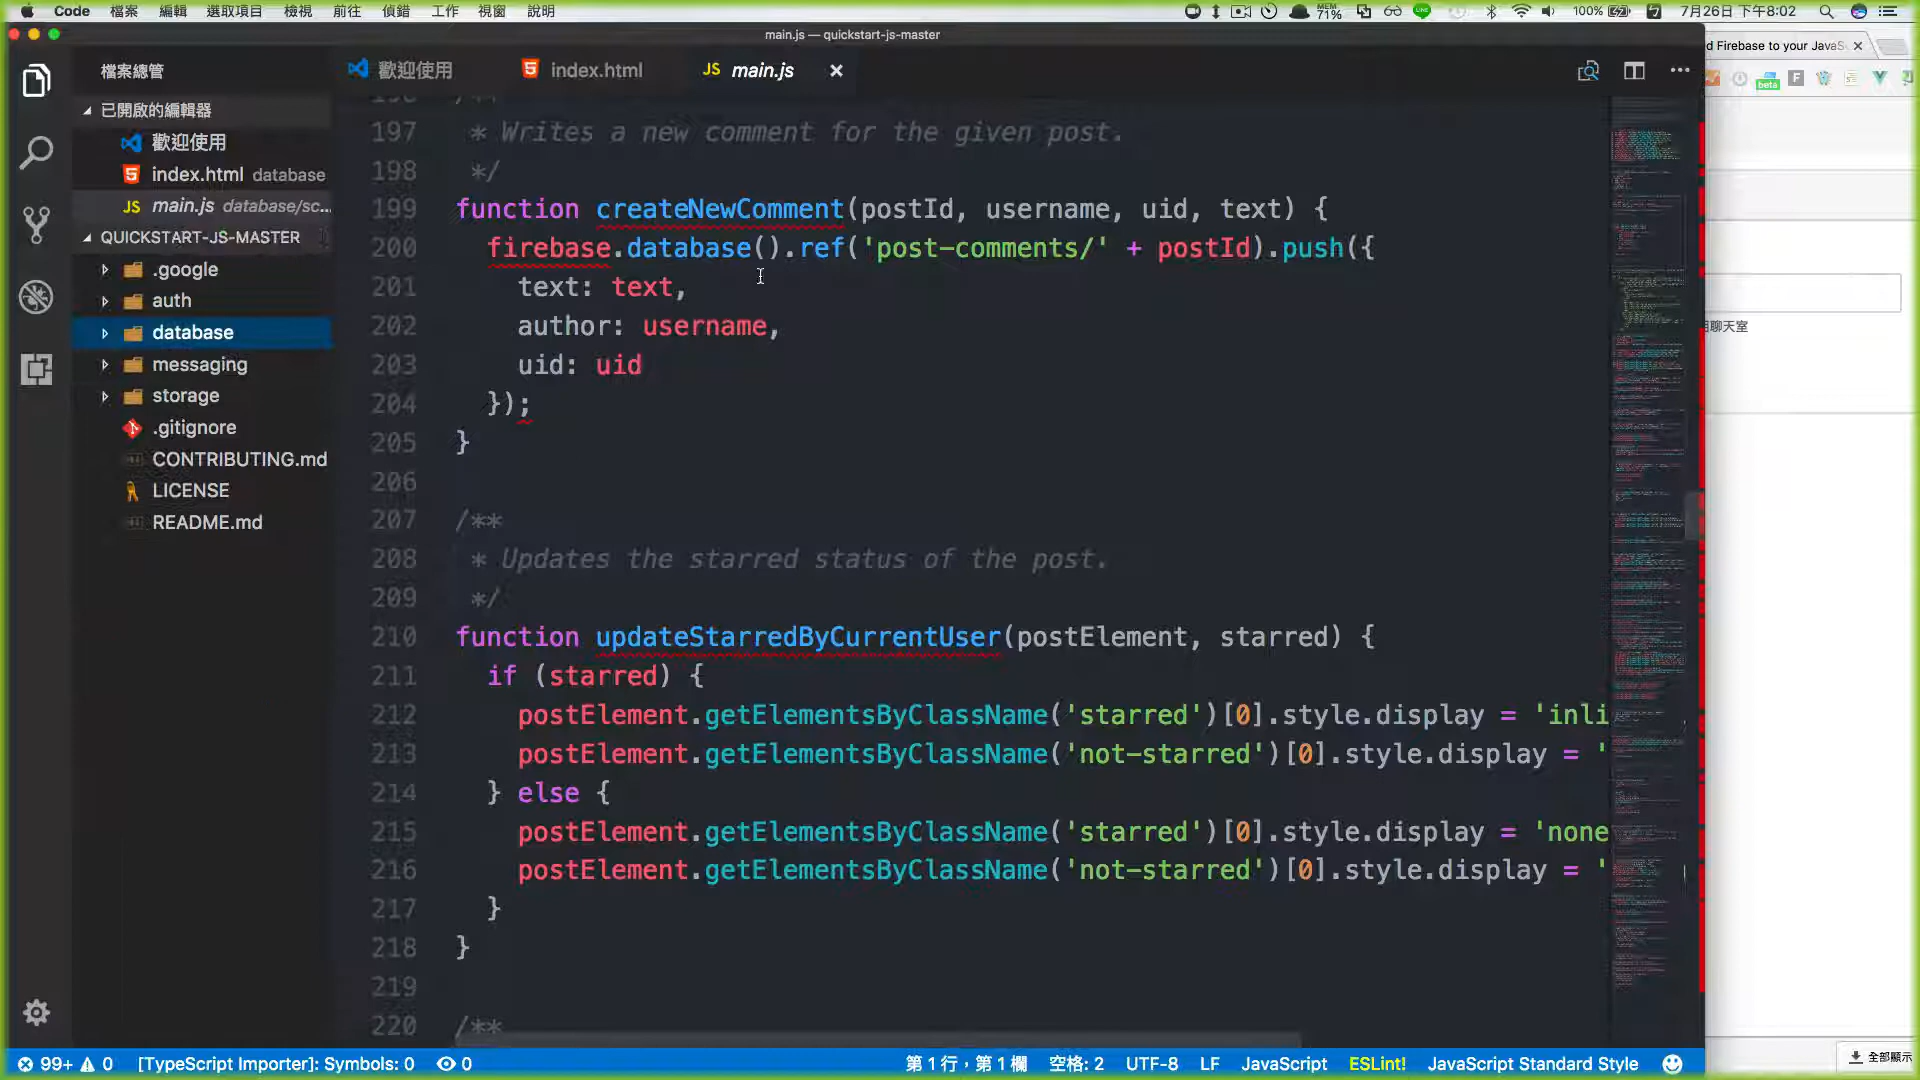 Code 檔案 編輯 選取項目 檢視 前往 偵錯 工作 視窗 說明
MEM 71% 100% 7月26日 下午8:02
main.js — quickstart-js-master
d Firebase to your JavaS
檔案總管
歡迎使用 index.html main.js
beta
已開啟的編輯器
歡迎使用
index.html database
main.js database/sc...
QUICKSTART-JS-MASTER
.google
auth
database
messaging
storage
.gitignore
CONTRIBUTING.md
LICENSE
README.md
196 /**
197 * Writes a new comment for the given post.
198 */
199 function createNewComment(postId, username, uid, text) {
200 firebase.database().ref('post-comments/' + postId).push({
201 text: text,
202 author: username,
203 uid: uid
204 });
205 }
206
207 /**
208 * Updates the starred status of the post.
209 */
210 function updateStarredByCurrentUser(postElement, starred) {
211 if (starred) {
212 postElement.getElementsByClassName('starred')[0].style.display = 'inli
213 postElement.getElementsByClassName('not-starred')[0].style.display = '
214 } else {
215 postElement.getElementsByClassName('starred')[0].style.display = 'none
216 postElement.getElementsByClassName('not-starred')[0].style.display = '
217 }
218 }
219
220 /**
聊天室
99+ 0 [TypeScript Importer]: Symbols: 0 0
第 1 行，第 1 欄 空格: 2 UTF-8 LF JavaScript ESLint! JavaScript Standard Style
全部顯示